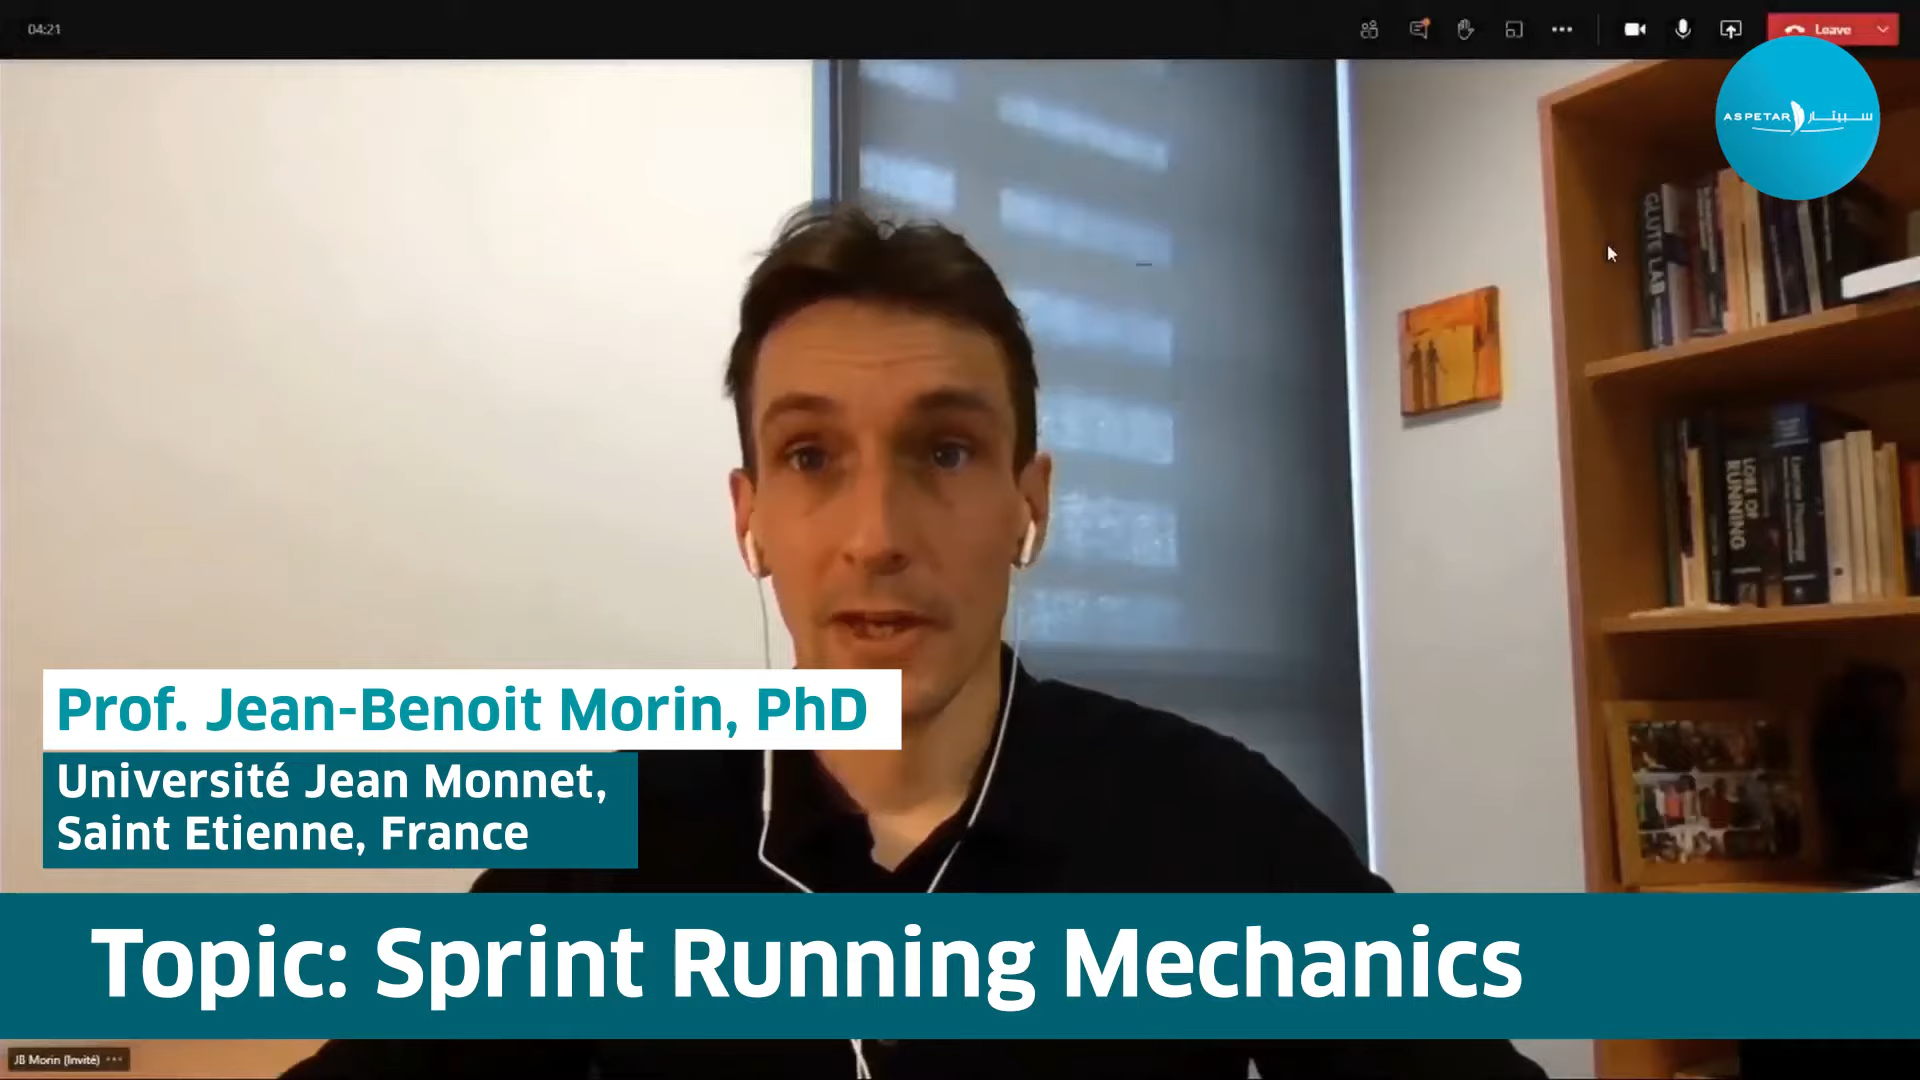 04:21
Leave
ASPETAR سبيتار
GLUTE LAB
LORE OF
RUNNING
Prof. Jean-Benoit Morin, PhD
Université Jean Monnet,
Saint Etienne, France
Topic: Sprint Running Mechanics
JB Morin (Invité)